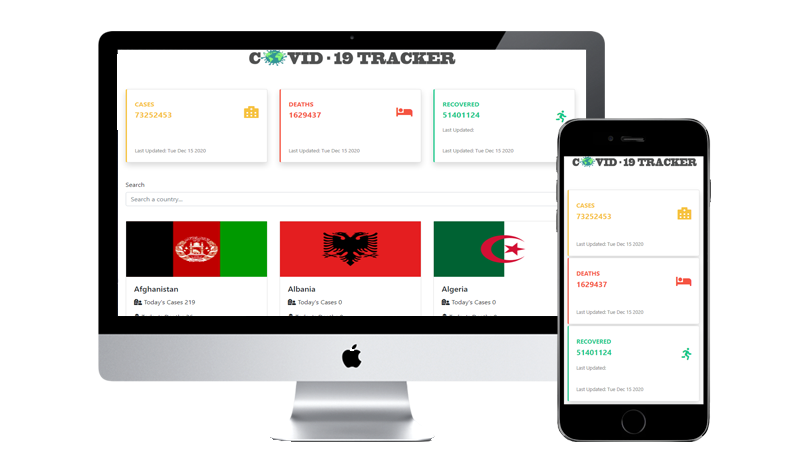 COVID-19 TRACKER
CASES
73252453
Last Updated: Tue Dec 15 2020
DEATHS
1629437
Last Updated: Tue Dec 15 2020
RECOVERED
51401124
Last Updated:
Last Updated: Tue Dec 15 2020
Search
Search a country...
Afghanistan
Today's Cases 219
Albania
Today's Cases 0
Algeria
Today's Cases 0
COVID-19 TRACKER
CASES
73252453
Last Updated: Tue Dec 15 2020
DEATHS
1629437
Last Updated: Tue Dec 15 2020
RECOVERED
51401124
Last Updated:
Last Updated: Tue Dec 15 2020